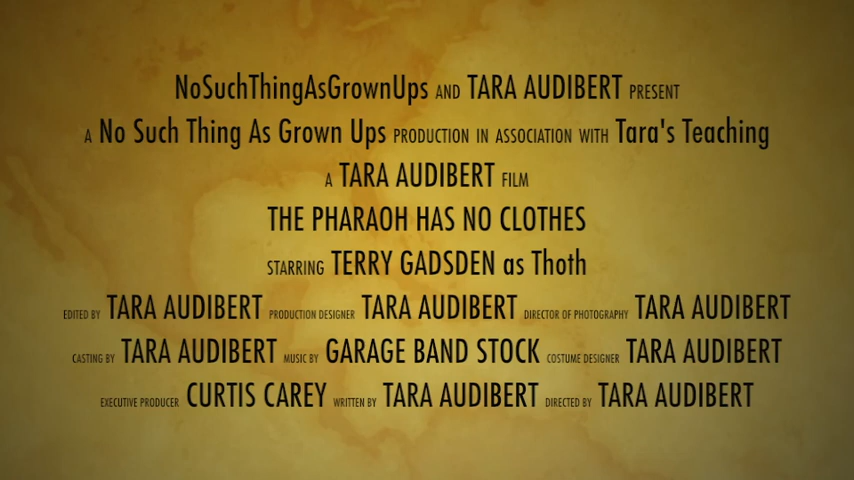 NoSuchThingAsGrownUps AND TARA AUDIBERT PRESENT
A No Such Thing As Grown Ups PRODUCTION IN ASSOCIATION WITH Tara's Teaching
A TARA AUDIBERT FILM
THE PHARAOH HAS NO CLOTHES
STARRING TERRY GADSDEN as Thoth
EDITED BY TARA AUDIBERT PRODUCTION DESIGNER TARA AUDIBERT DIRECTOR OF PHOTOGRAPHY TARA AUDIBERT
CASTING BY TARA AUDIBERT MUSIC BY GARAGE BAND STOCK COSTUME DESIGNER TARA AUDIBERT
EXECUTIVE PRODUCER CURTIS CAREY WRITTEN BY TARA AUDIBERT DIRECTED BY TARA AUDIBERT